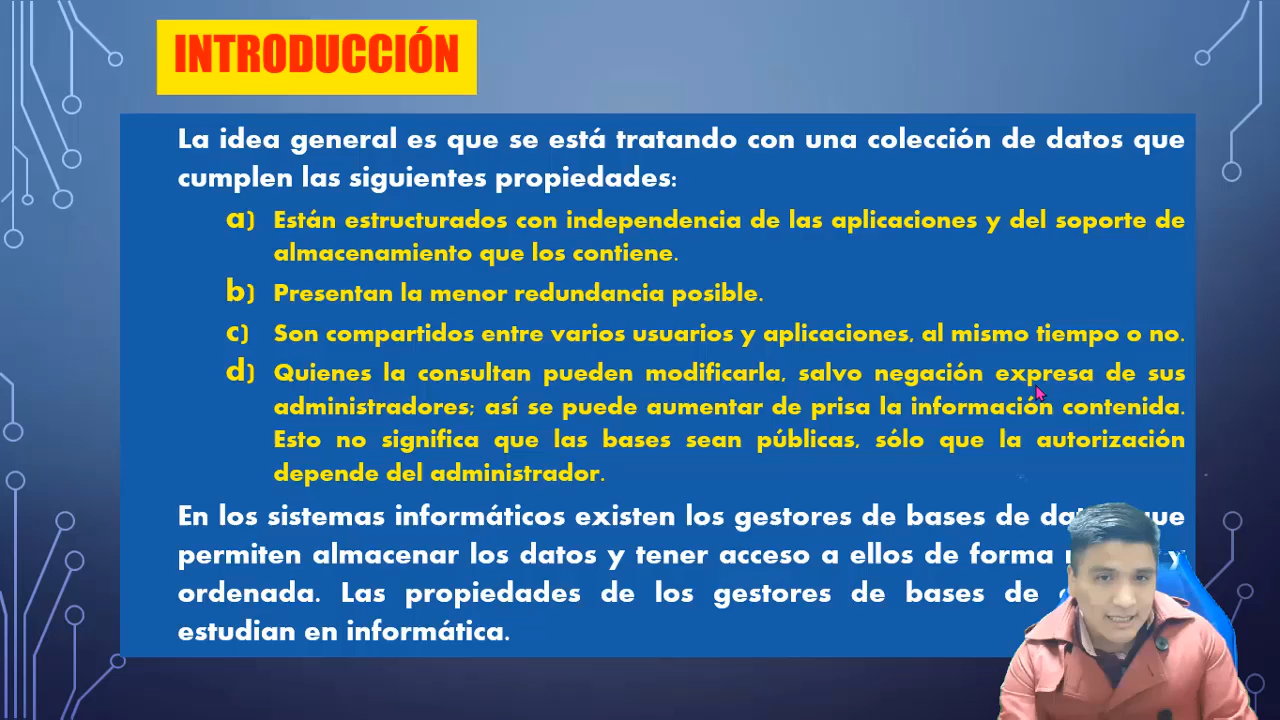 INTRODUCCIÓN
La idea general es que se está tratando con una colección de datos que
cumplen las siguientes propiedades:
a) Están estructurados con independencia de las aplicaciones y del soporte de
almacenamiento que los contiene.
b) Presentan la menor redundancia posible.
c) Son compartidos entre varios usuarios y aplicaciones, al mismo tiempo o no.
d) Quienes la consultan pueden modificarla, salvo negación expresa de sus
administradores; así se puede aumentar de prisa la información contenida.
Esto no significa que las bases sean públicas, sólo que la autorización
depende del administrador.
En los sistemas informáticos existen los gestores de bases de
permiten almacenar los datos y tener acceso a ellos de forma y
ordenada. Las propiedades de los gestores de bases de
estudian en informática.